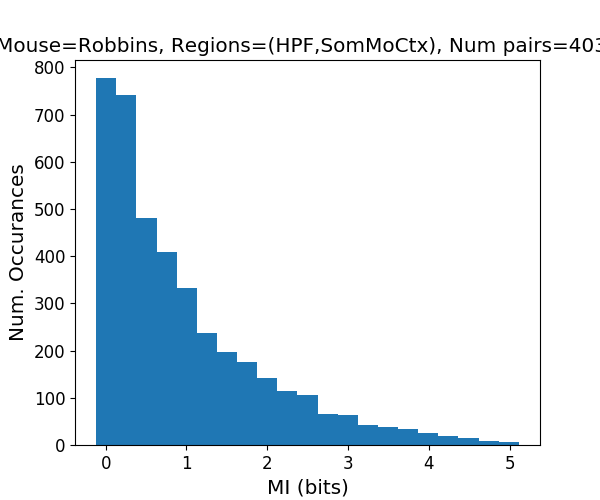 Mouse=Robbins, Regions=(HPF,SomMoCtx), Num pairs=403
800
700
600
500
400
300
200
100
0
Num. Occurances
0 1 2 3 4 5
MI (bits)